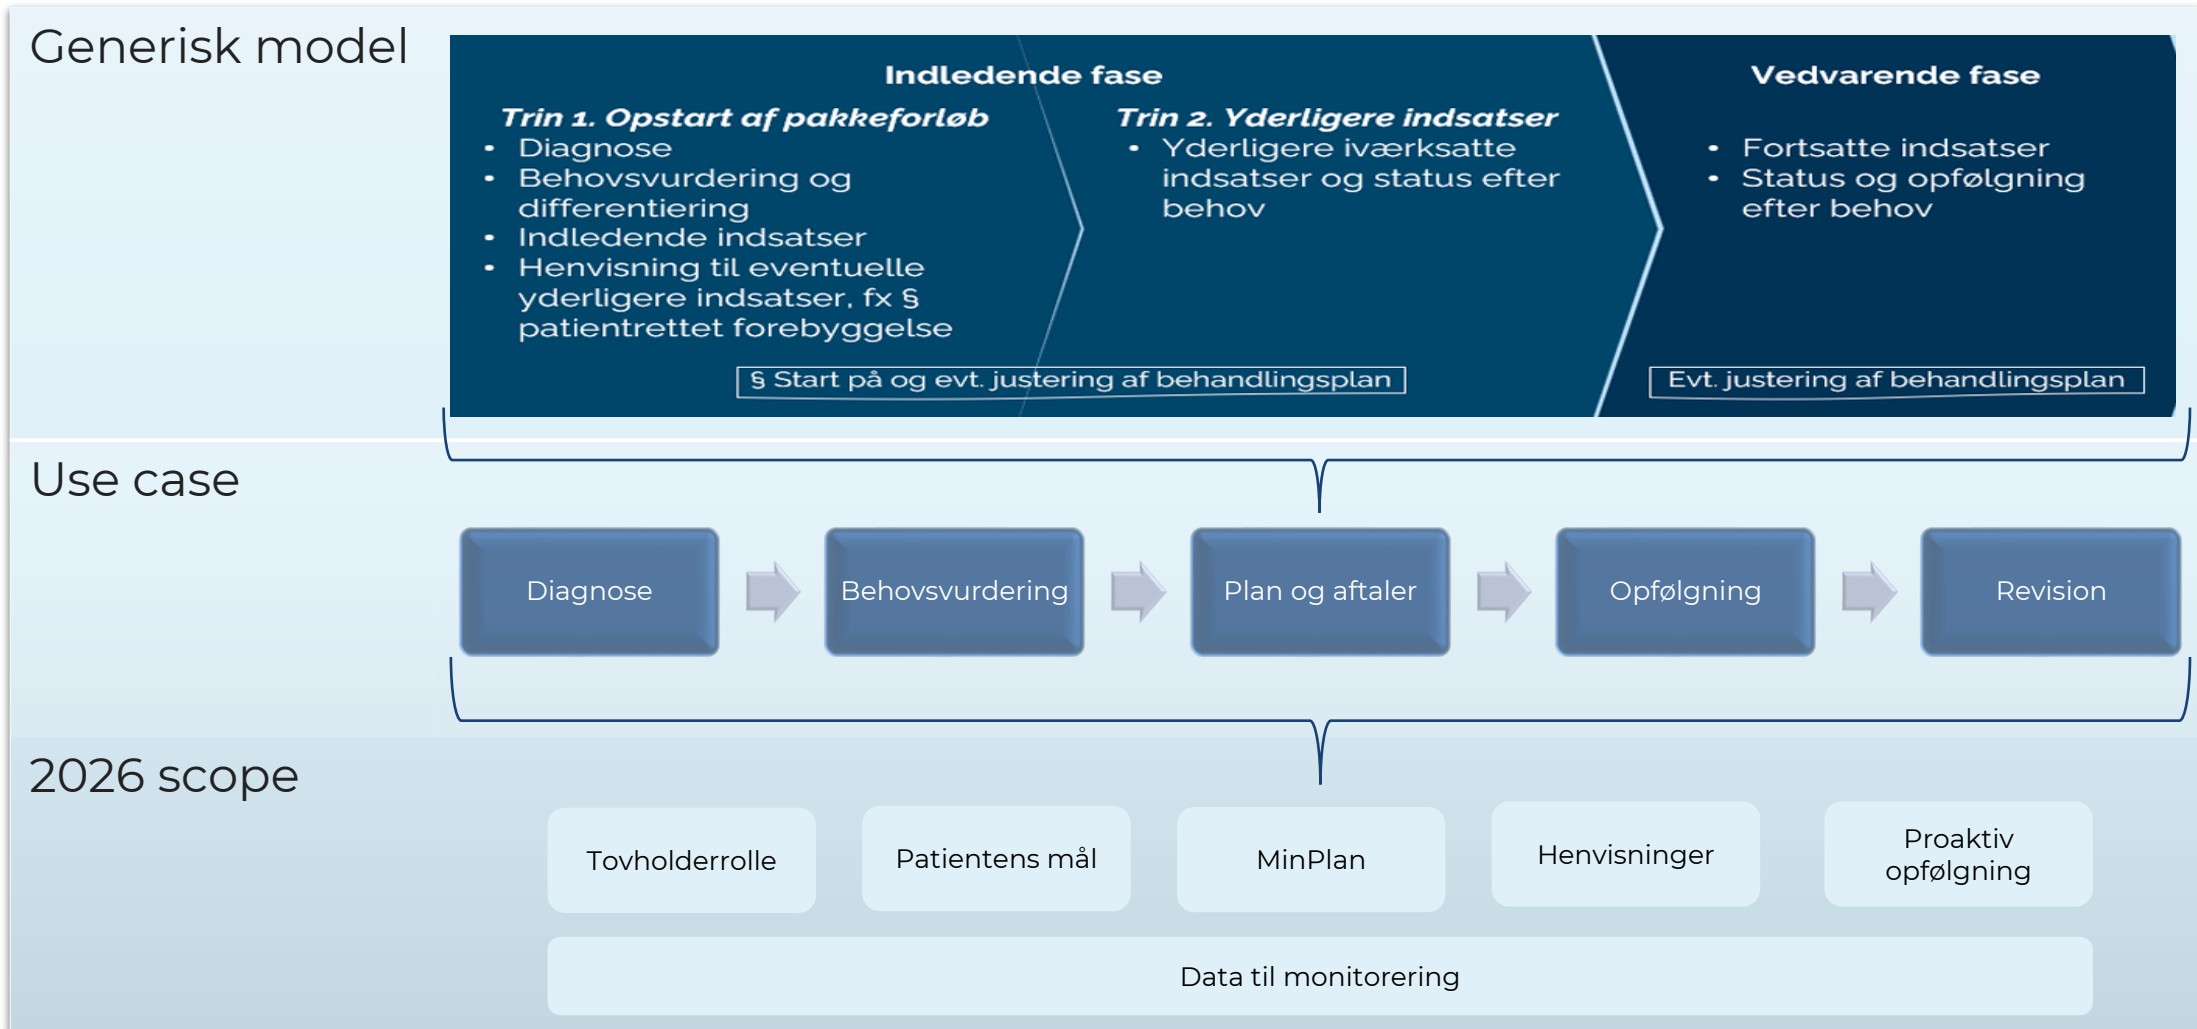 Generisk model
Indledende fase
Trin 1. Opstart af pakkeforløb
• Diagnose
• Behovsvurdering og
differentiering
• Indledende indsatser
• Henvisning til eventuelle
yderligere indsatser, fx §
patientrettet forebyggelse
Trin 2. Yderligere indsatser
• Yderligere iværksatte
indsatser og status efter
behov
§ Start på og evt. justering af behandlingsplan
Vedvarende fase
• Fortsatte indsatser
• Status og opfølgning
efter behov
Evt. justering af behandlingsplan
Use case
Diagnose
Behovsvurdering
Plan og aftaler
Opfølgning
Revision
2026 scope
Tovholderrolle
Patientens mål
MinPlan
Henvisninger
Proaktiv
opfølgning
Data til monitorering